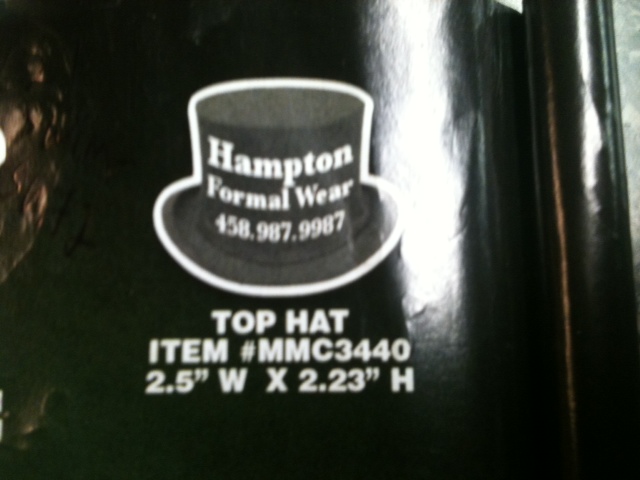 Hampton
Formal Wear
458.987.9987
TOP HAT
ITEM #MMC3440
2.5" W X 2.23" H